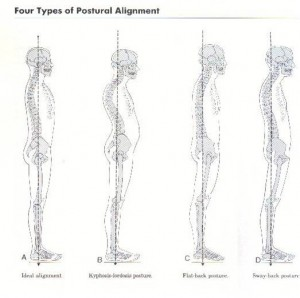 Four Types of Postural Alignment
A
B
C
D
Ideal alignment.
Kyphosis-lordosis posture.
Flat-back posture.
Sway-back posture.